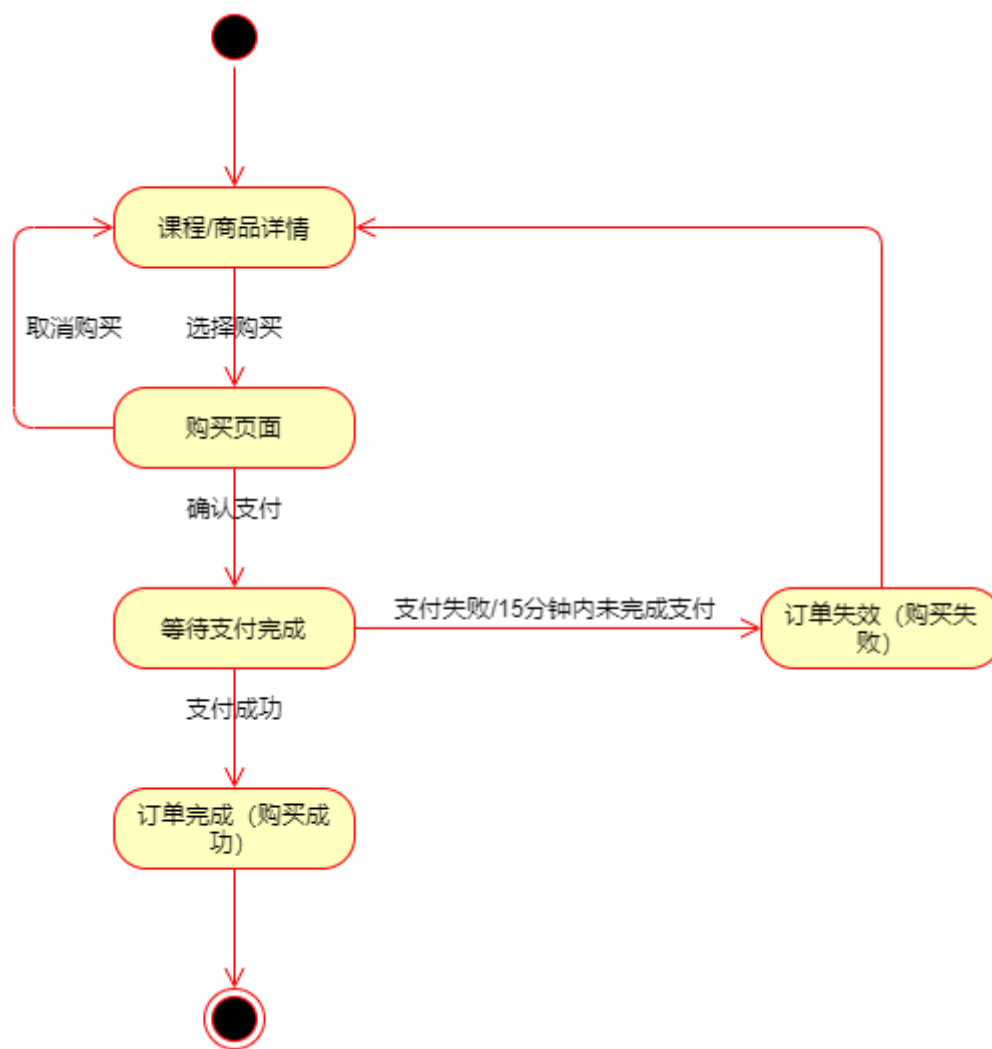 课程/商品详情
取消购买
选择购买
购买页面
确认支付
等待支付完成
支付失败/15分钟内未完成支付
订单失效（购买失
败）
支付成功
订单完成（购买成
功）